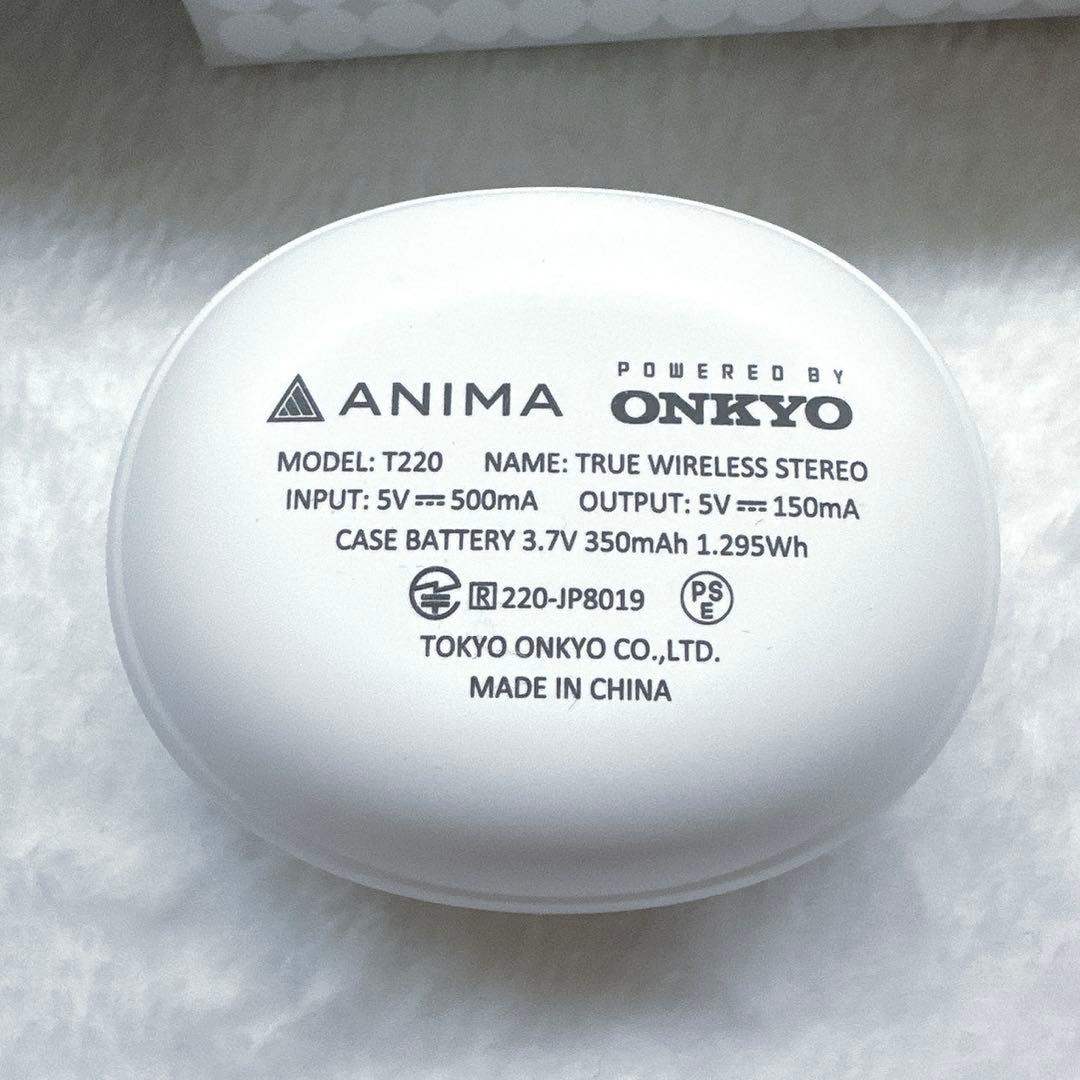 ANIMA POWERED BY ONKYO
MODEL: T220 NAME: TRUE WIRELESS STEREO
INPUT: 5V⎓500mA OUTPUT: 5V⎓150mA
CASE BATTERY 3.7V 350mAh 1.295Wh
R 220-JP8019 PSE
TOKYO ONKYO CO.,LTD.
MADE IN CHINA